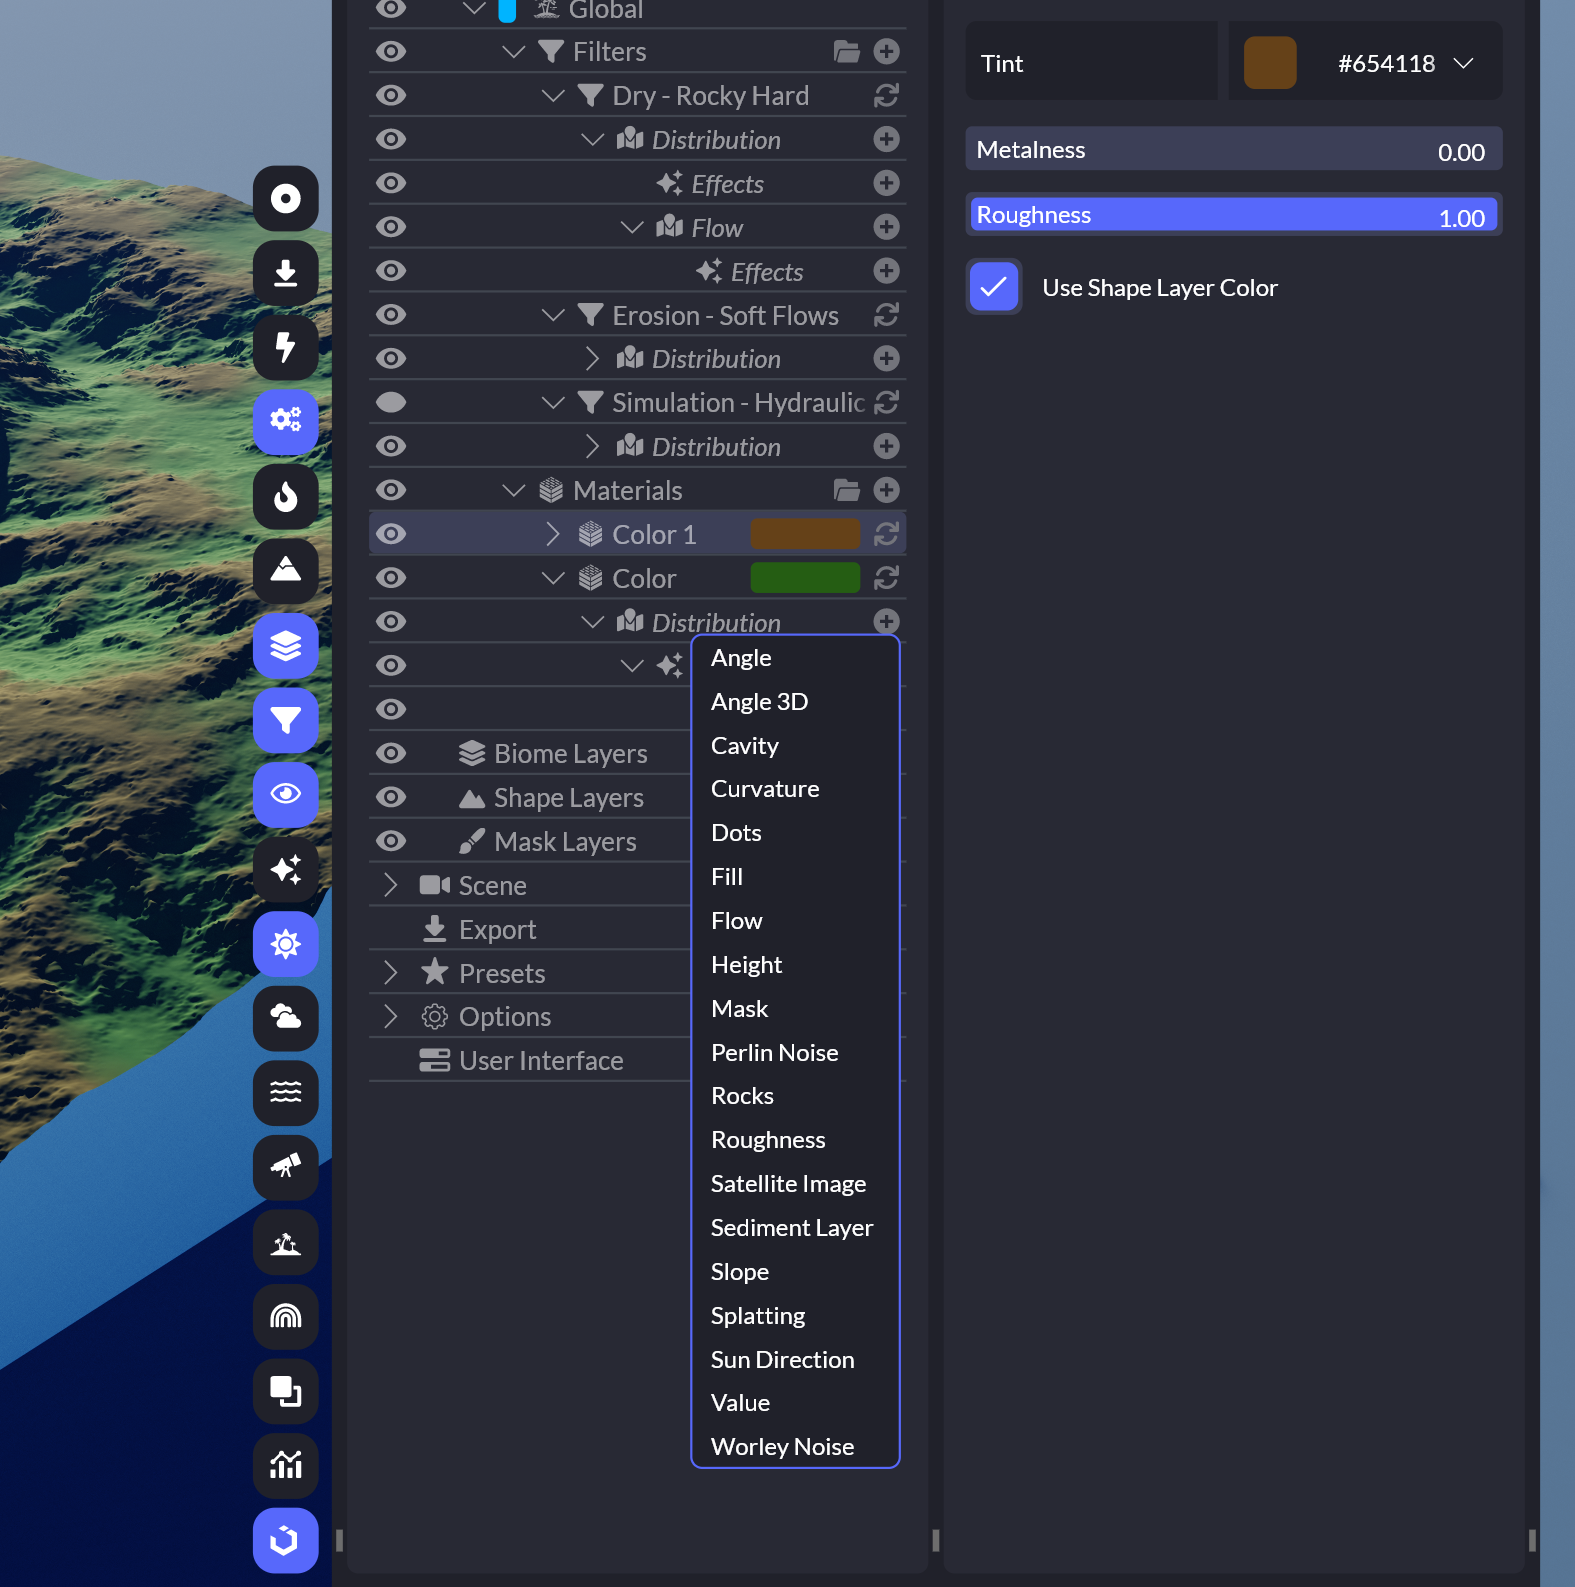 Global
Filters
Dry - Rocky Hard
Distribution
Effects
Flow
Effects
Erosion - Soft Flows
Distribution
Simulation - Hydraulic
Distribution
Materials
Color 1
Color
Distribution
Biome Layers
Shape Layers
Mask Layers
Scene
Export
Presets
Options
User Interface
Angle
Angle 3D
Cavity
Curvature
Dots
Fill
Flow
Height
Mask
Perlin Noise
Rocks
Roughness
Satellite Image
Sediment Layer
Slope
Splatting
Sun Direction
Value
Worley Noise
Tint #654118
Metalness 0.00
Roughness 1.00
Use Shape Layer Color